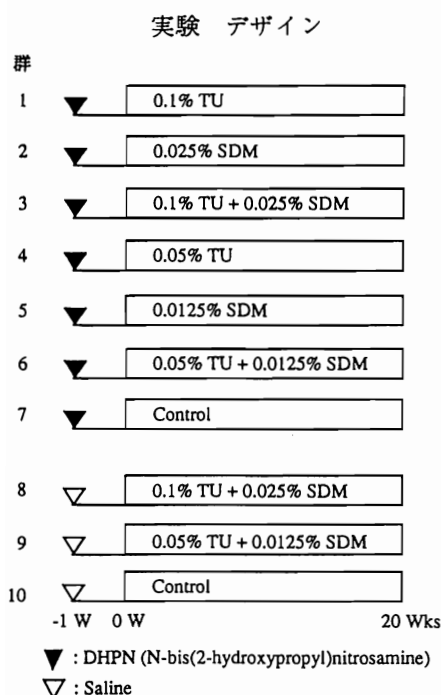 実験 デザイン
群
1 0.1% TU
2 0.025% SDM
3 0.1% TU + 0.025% SDM
4 0.05% TU
5 0.0125% SDM
6 0.05% TU + 0.0125% SDM
7 Control
8 0.1% TU + 0.025% SDM
9 0.05% TU + 0.0125% SDM
10 Control
-1 W 0 W 20 Wks
▼ : DHPN (N-bis(2-hydroxypropyl)nitrosamine)
▽ : Saline